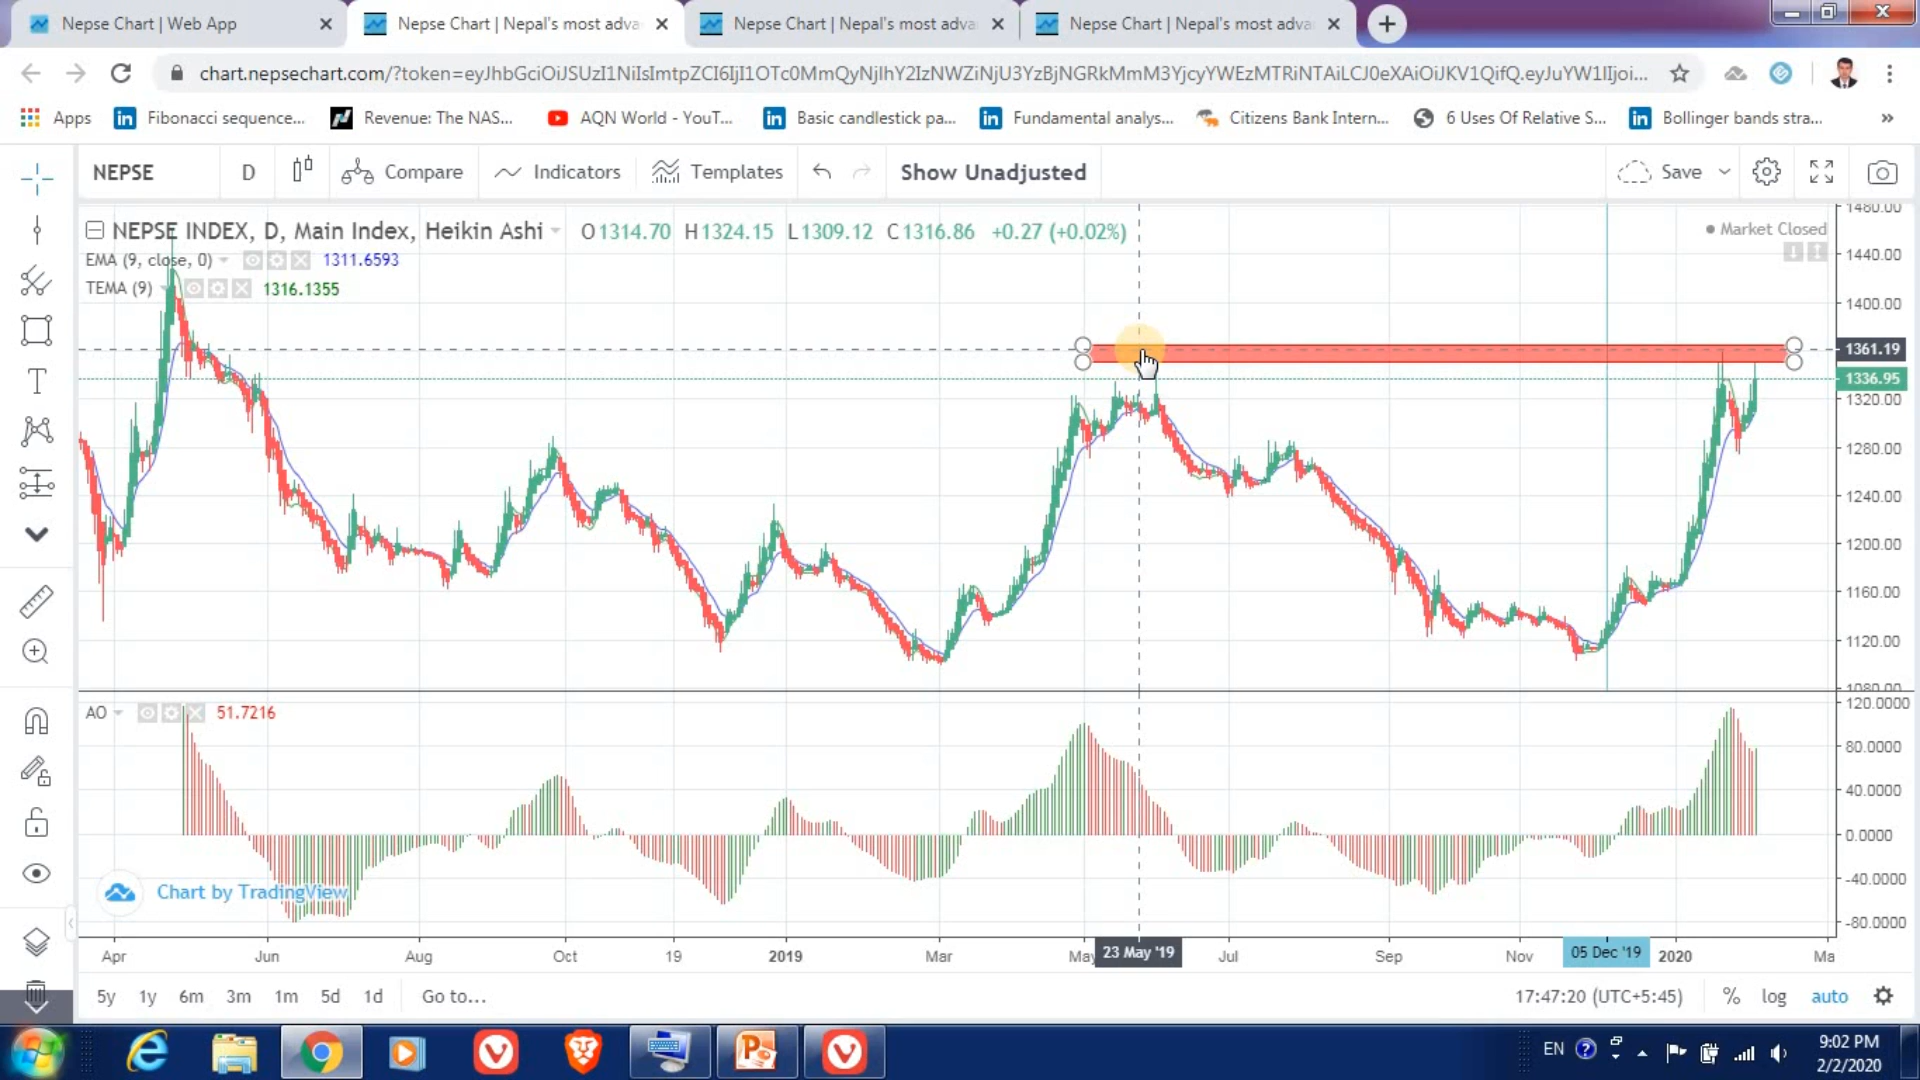 Nepse Chart | Web App
Nepse Chart | Nepal's most adva
Nepse Chart | Nepal's most adva
Nepse Chart | Nepal's most adva
Apps
Fibonacci sequence...
Revenue: The NAS...
AQN World - YouT...
Basic candlestick pa...
Fundamental analys...
Citizens Bank Intern...
6 Uses Of Relative S...
Bollinger bands stra...
»
NEPSE
D
Compare
Indicators
Templates
Show Unadjusted
Save
NEPSE INDEX, D, Main Index, Heikin Ashi
O1314.70 H1324.15 L1309.12 C1316.86 +0.27 (+0.02%)
Market Closed
EMA (9, close, 0) 1311.6593
TEMA (9) 1316.1355
1480.00
1440.00
1400.00
1361.19
1336.95
1320.00
1280.00
1240.00
1200.00
1160.00
1120.00
1080.00
AO 51.7216
120.0000
80.0000
40.0000
0.0000
-40.0000
-80.0000
Chart by TradingView
Apr Jun Aug Oct 19 2019 Mar May 23 May '19 Jul Sep Nov 05 Dec '19 2020 Ma
5y 1y 6m 3m 1m 5d 1d Go to...
17:47:20 (UTC+5:45) % log auto
EN
9:02 PM
2/2/2020